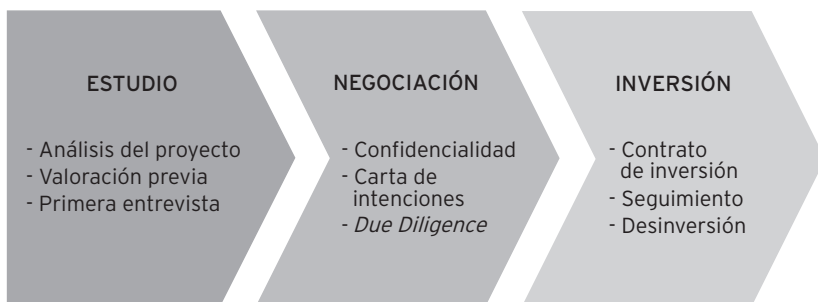 ESTUDIO
- Análisis del proyecto
- Valoración previa
- Primera entrevista
NEGOCIACIÓN
- Confidencialidad
- Carta de
intenciones
- Due Diligence
INVERSIÓN
- Contrato
de inversión
- Seguimiento
- Desinversión